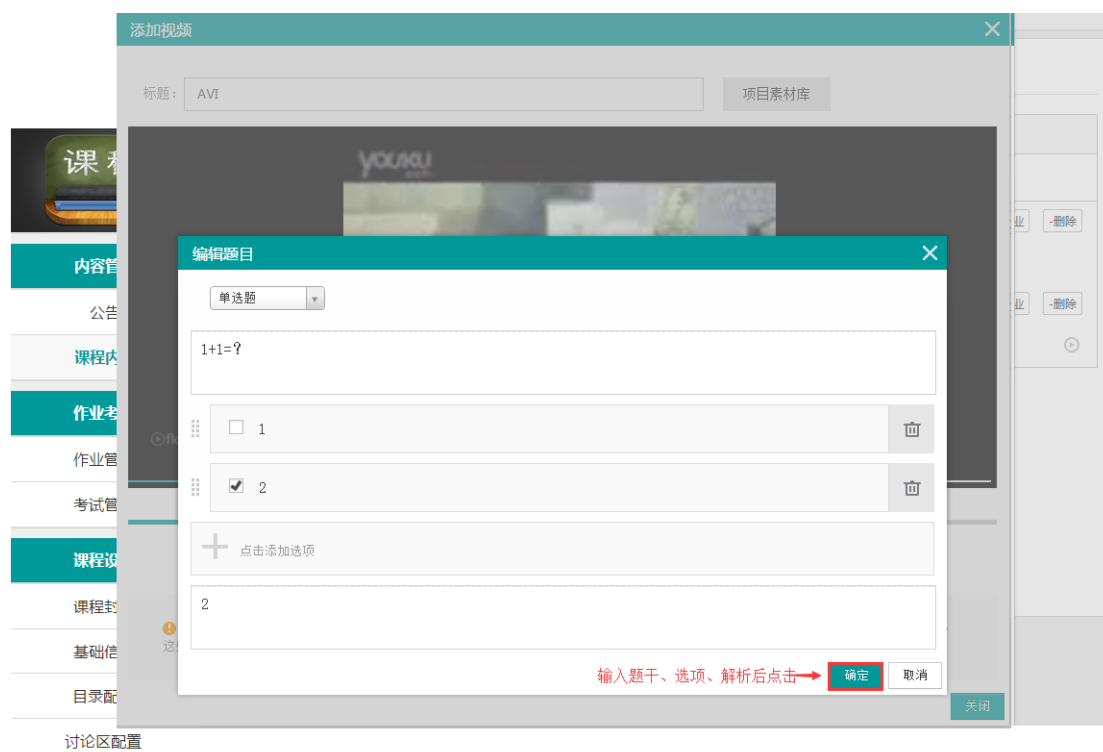 添加视频
标题： AVI 项目素材库
youku
课程
编辑题目
业 -删除
内容管
单选题
公告
业 -删除
1+1=？
课程内
作业考
1
作业管
2
考试管
点击添加选项
课程设
2
课程封
基础信
输入题干、选项、解析后点击 确定 取消
目录配
关闭
讨论区配置